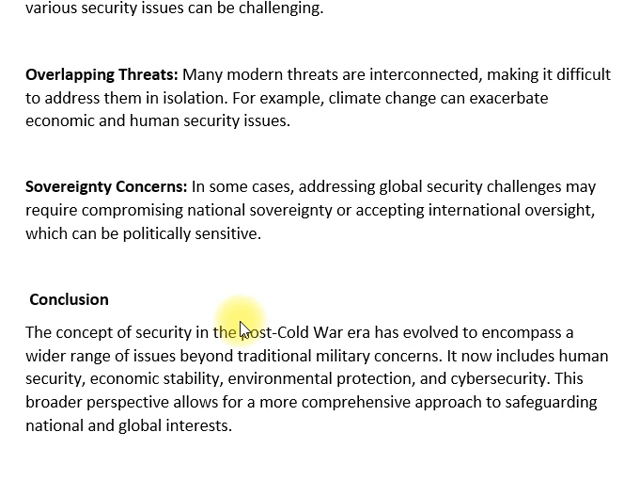 various security issues can be challenging.
Overlapping Threats: Many modern threats are interconnected, making it difficult
to address them in isolation. For example, climate change can exacerbate
economic and human security issues.
Sovereignty Concerns: In some cases, addressing global security challenges may
require compromising national sovereignty or accepting international oversight,
which can be politically sensitive.
Conclusion
The concept of security in the post-Cold War era has evolved to encompass a
wider range of issues beyond traditional military concerns. It now includes human
security, economic stability, environmental protection, and cybersecurity. This
broader perspective allows for a more comprehensive approach to safeguarding
national and global interests.